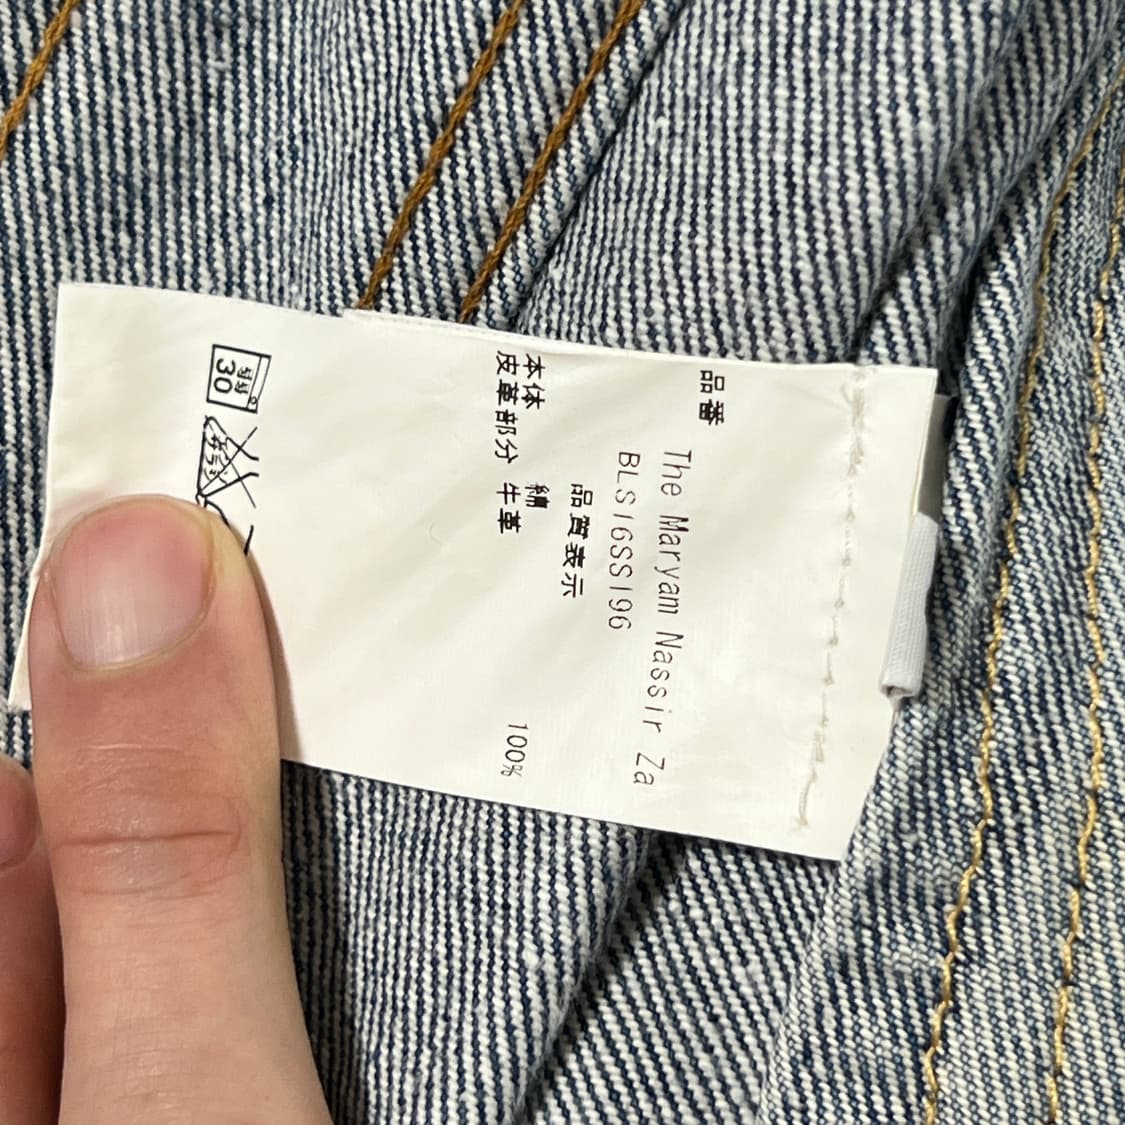 品番
The Maryam Nassir Za
BLS16SS196
品質表示
本体 綿 100%
皮革部分 牛革
30